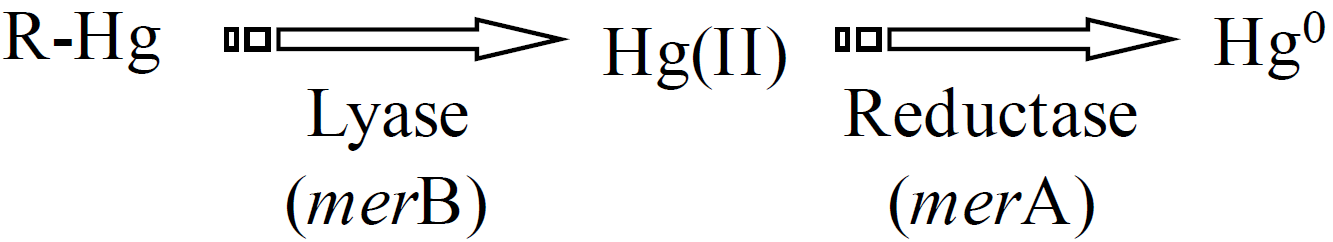 R-Hg Hg(II) Hg⁰
Lyase Reductase
(merB) (merA)